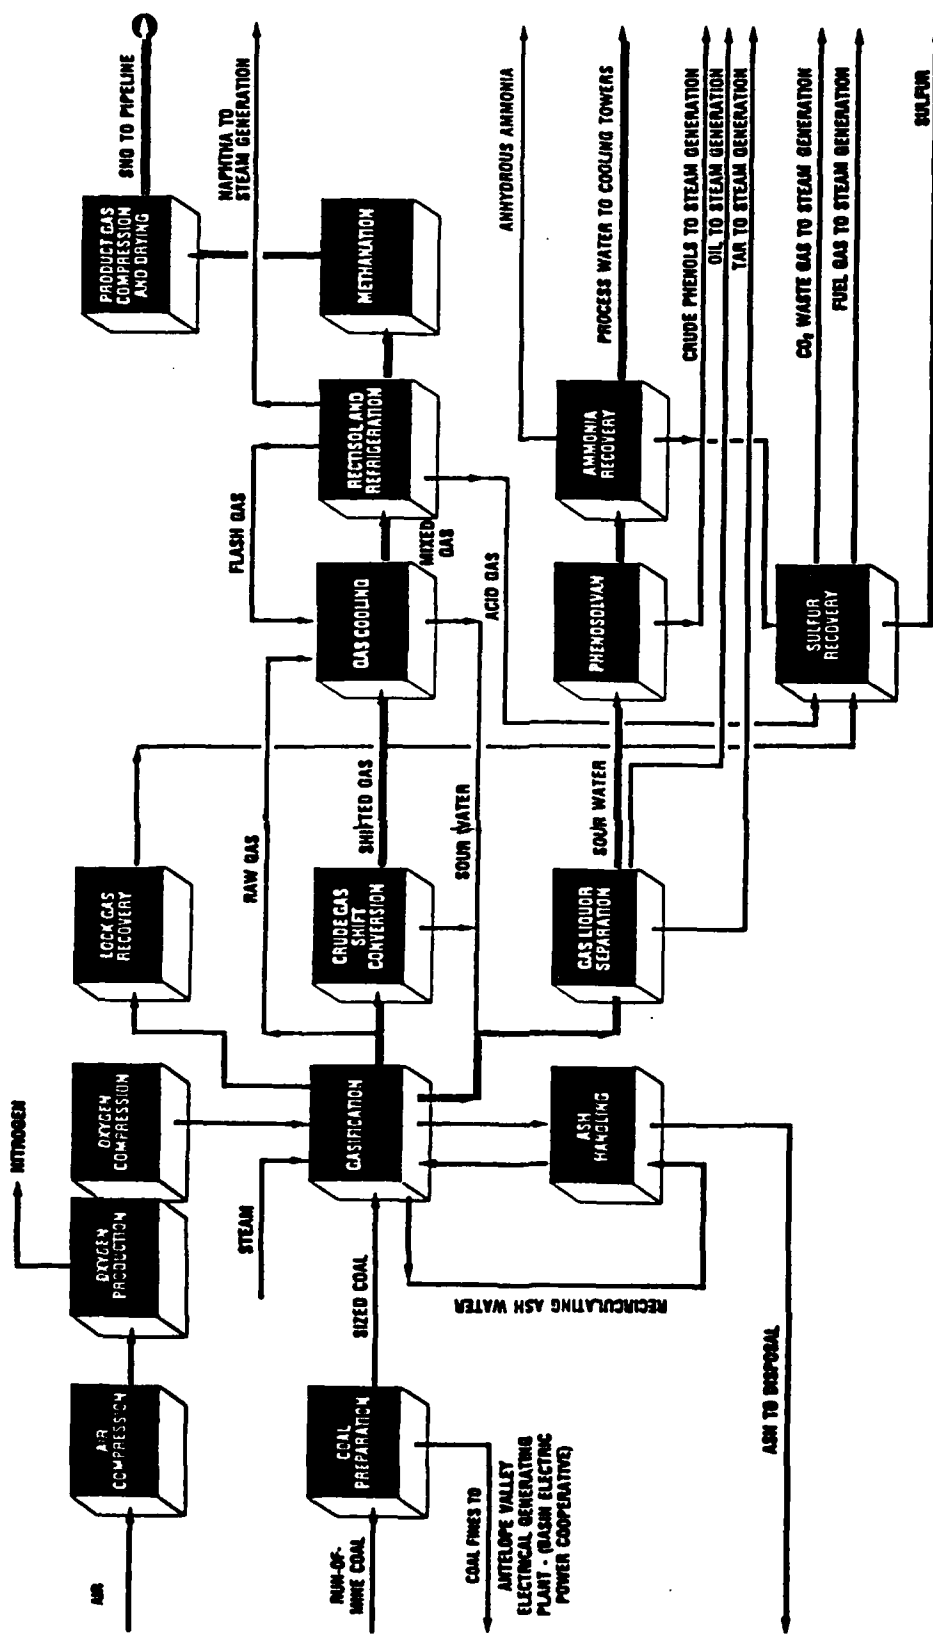 NITROGEN
AIR
AIR
COMPRESSION
OXYGEN
PRODUCTION
OXYGEN
COMPRESSION
LOCK GAS
RECOVERY
PRODUCT GAS
COMPRESSION
AND DRYING
SNG TO PIPELINE
STEAM
RAW GAS
FLASH GAS
NAPHTHA TO
STEAM GENERATION
RUN-OF-
MINE COAL
COAL
PREPARATION
SIZED COAL
GASIFICATION
CRUDE GAS
SHIFT
CONVERSION
SHIFTED GAS
GAS COOLING
MIXED
GAS
RECTISOL AND
REFRIGERATION
METHANATION
COAL FINES TO
ANTELOPE VALLEY
ELECTRICAL GENERATING
PLANT - (BASIN ELECTRIC
POWER COOPERATIVE)
RECIRCULATING ASH WATER
SOUR WATER
ACID GAS
ANHYDROUS AMMONIA
ASH
HANDLING
GAS LIQUOR
SEPARATION
SOUR WATER
PHENOSOLVAN
AMMONIA
RECOVERY
PROCESS WATER TO COOLING TOWERS
CRUDE PHENOLS TO STEAM GENERATION
OIL TO STEAM GENERATION
TAR TO STEAM GENERATION
ASH TO DISPOSAL
SULFUR
RECOVERY
CO₂ WASTE GAS TO STEAM GENERATION
FUEL GAS TO STEAM GENERATION
SULFUR